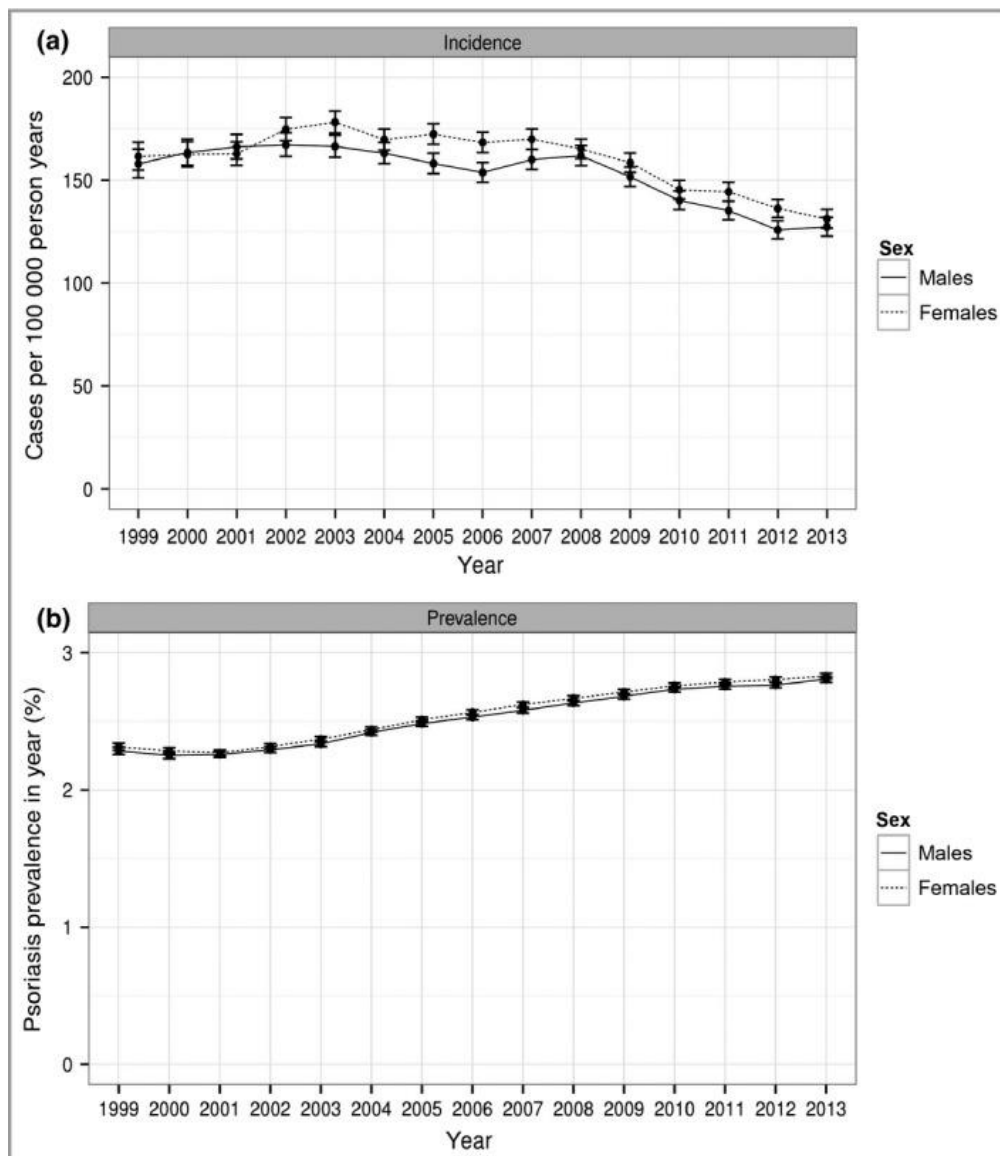 (a)
Incidence
Cases per 100 000 person years
200
150
100
50
0
1999 2000 2001 2002 2003 2004 2005 2006 2007 2008 2009 2010 2011 2012 2013
Year
Sex
Males
Females
(b)
Prevalence
Psoriasis prevalence in year (%)
3
2
1
0
1999 2000 2001 2002 2003 2004 2005 2006 2007 2008 2009 2010 2011 2012 2013
Year
Sex
Males
Females